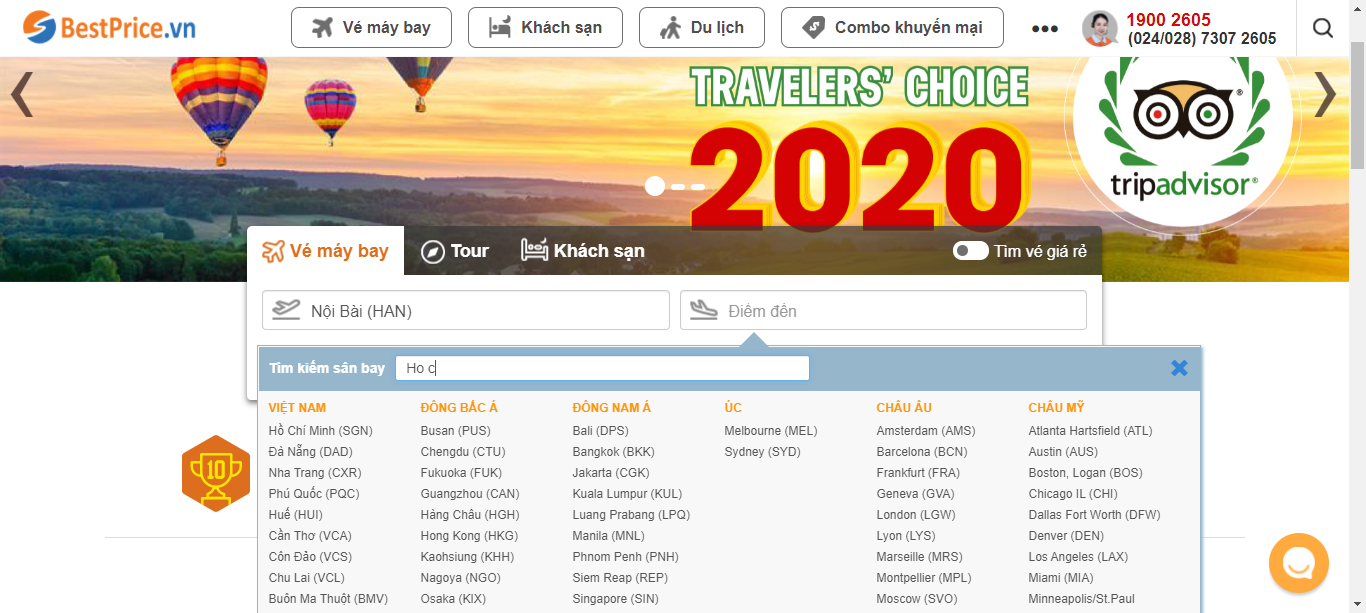 BestPrice.vn
Vé máy bay
Khách sạn
Du lịch
Combo khuyến mại
1900 2605
(024/028) 7307 2605
TRAVELERS' CHOICE
2020
tripadvisor®
Vé máy bay
Tour
Khách sạn
Tìm vé giá rẻ
Nội Bài (HAN)
Điểm đến
Tìm kiếm sân bay
Ho c
VIỆT NAM
Hồ Chí Minh (SGN)
Đà Nẵng (DAD)
Nha Trang (CXR)
Phú Quốc (PQC)
Huế (HUI)
Cần Thơ (VCA)
Côn Đảo (VCS)
Chu Lai (VCL)
Buôn Ma Thuột (BMV)
ĐÔNG BẮC Á
Busan (PUS)
Chengdu (CTU)
Fukuoka (FUK)
Guangzhou (CAN)
Hàng Châu (HGH)
Hong Kong (HKG)
Kaohsiung (KHH)
Nagoya (NGO)
Osaka (KIX)
ĐÔNG NAM Á
Bali (DPS)
Bangkok (BKK)
Jakarta (CGK)
Kuala Lumpur (KUL)
Luang Prabang (LPQ)
Manila (MNL)
Phnom Penh (PNH)
Siem Reap (REP)
Singapore (SIN)
ÚC
Melbourne (MEL)
Sydney (SYD)
CHÂU ÂU
Amsterdam (AMS)
Barcelona (BCN)
Frankfurt (FRA)
Geneva (GVA)
London (LGW)
Lyon (LYS)
Marseille (MRS)
Montpellier (MPL)
Moscow (SVO)
CHÂU MỸ
Atlanta Hartsfield (ATL)
Austin (AUS)
Boston, Logan (BOS)
Chicago IL (CHI)
Dallas Fort Worth (DFW)
Denver (DEN)
Los Angeles (LAX)
Miami (MIA)
Minneapolis/St.Paul
10